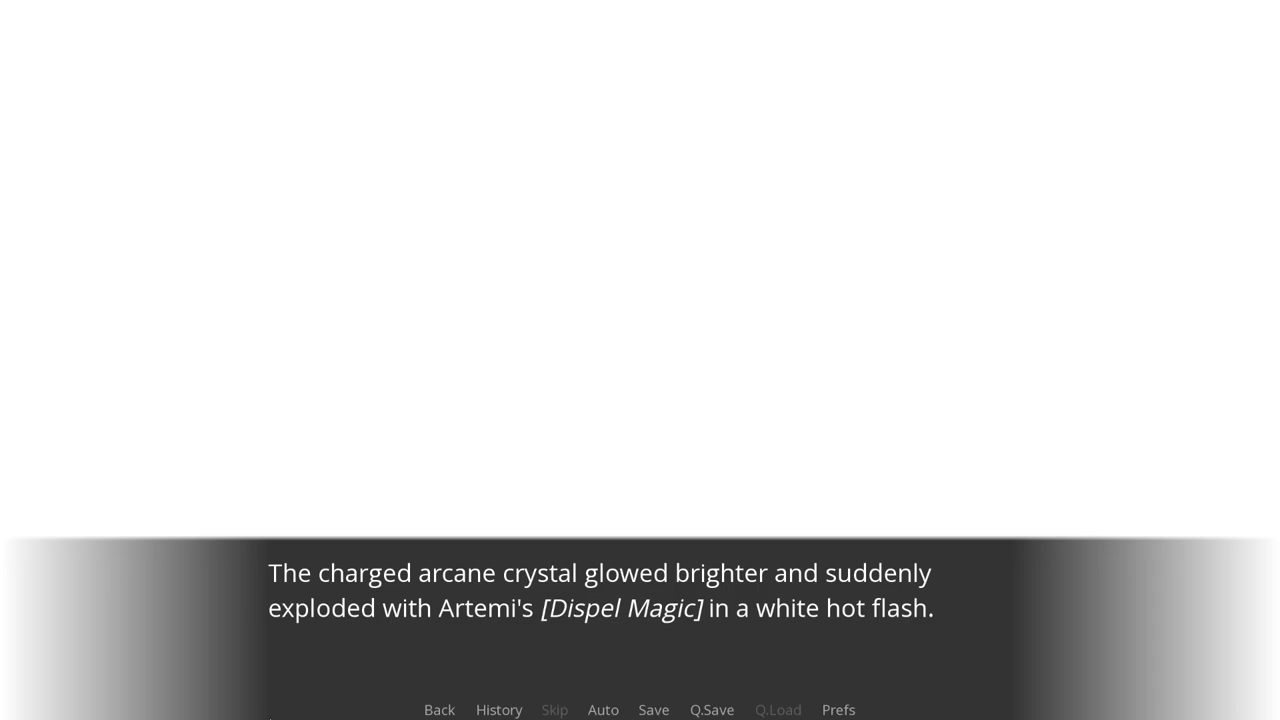 The charged arcane crystal glowed brighter and suddenly
exploded with Artemi's [Dispel Magic] in a white hot flash.
Back History Skip Auto Save Q.Save Q.Load Prefs